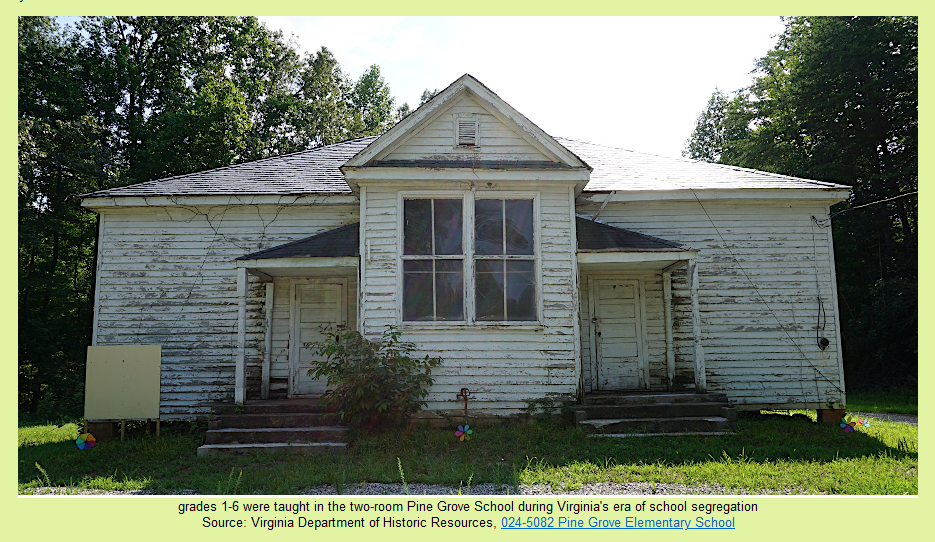 grades 1-6 were taught in the two-room Pine Grove School during Virginia's era of school segregation
Source: Virginia Department of Historic Resources, 024-5082 Pine Grove Elementary School